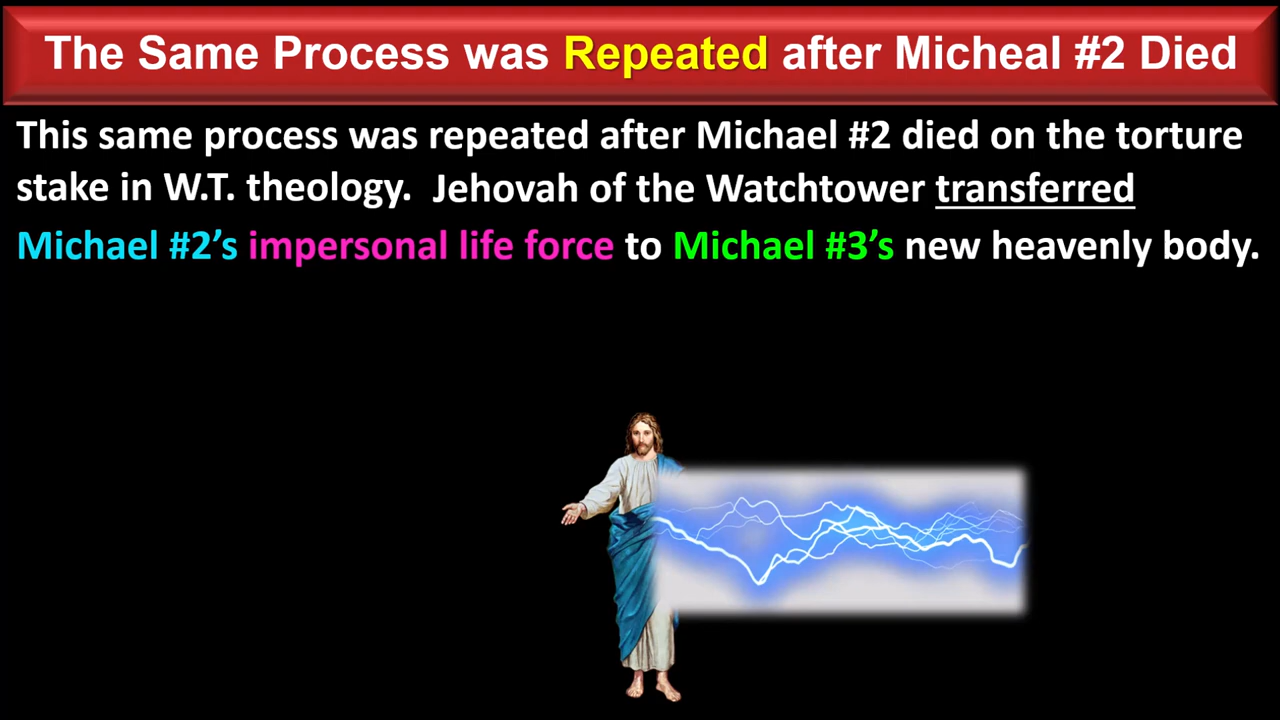 The Same Process was Repeated after Micheal #2 Died
This same process was repeated after Michael #2 died on the torture
stake in W.T. theology. Jehovah of the Watchtower transferred
Michael #2’s impersonal life force to Michael #3’s new heavenly body.